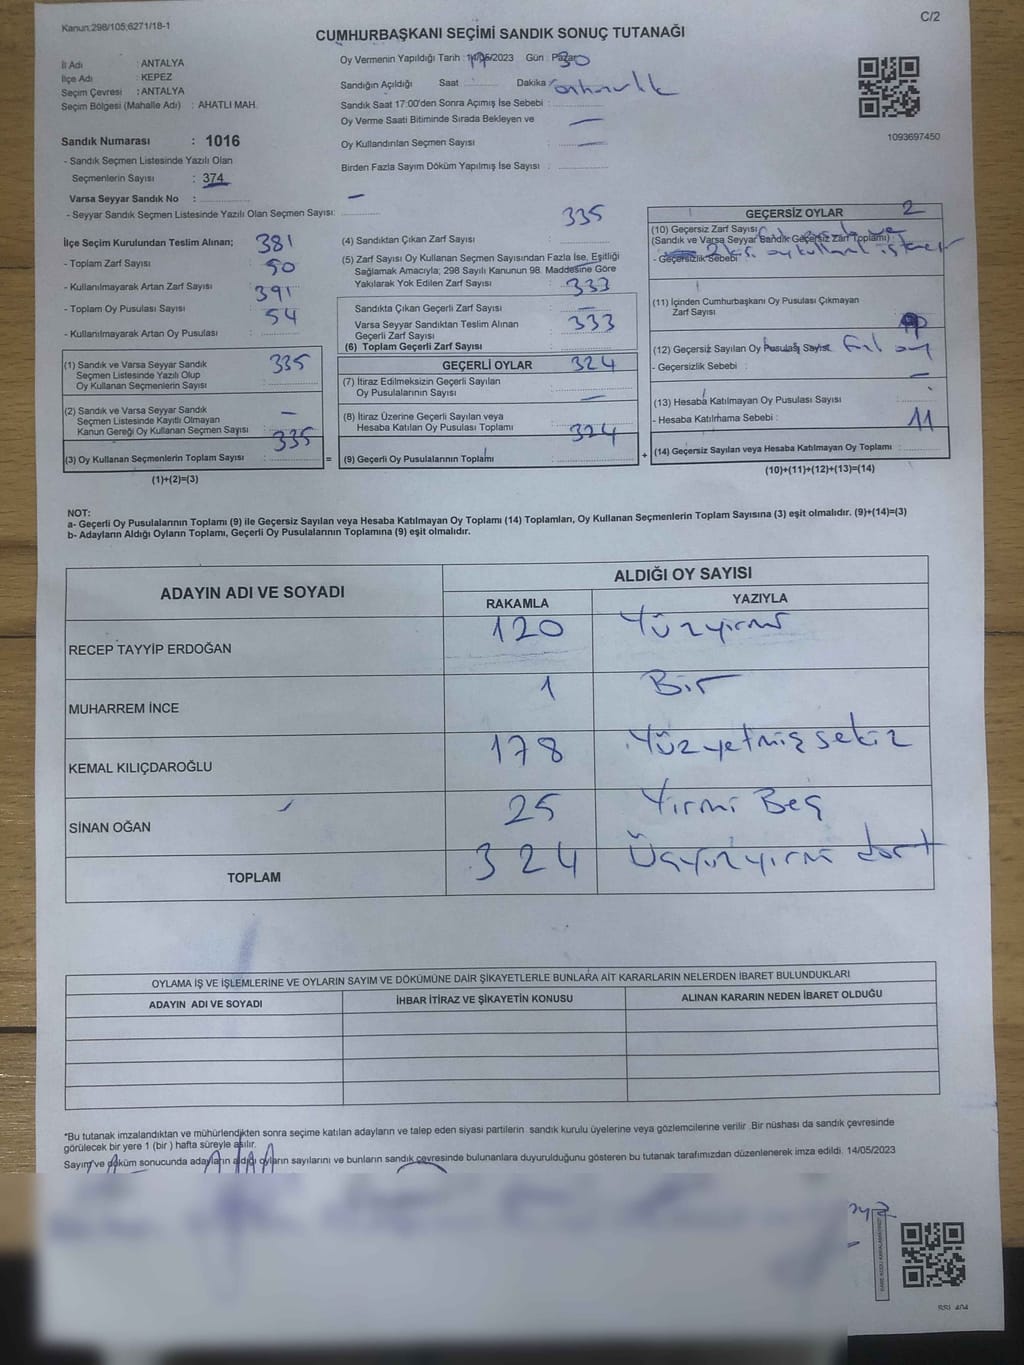 Kanun:298/105;6271/18-1
C/2
CUMHURBAŞKANI SEÇİMİ SANDIK SONUÇ TUTANAĞI
İl Adı : ANTALYA
İlçe Adı : KEPEZ
Seçim Çevresi : ANTALYA
Seçim Bölgesi (Mahalle Adı) : AHATLI MAH.
Sandık Numarası : 1016
- Sandık Seçmen Listesinde Yazılı Olan
Seçmenlerin Sayısı : 374
Varsa Seyyar Sandık No : –
- Seyyar Sandık Seçmen Listesinde Yazılı Olan Seçmen Sayısı:
Oy Vermenin Yapıldığı Tarih : 14/05/2023 Gün : Pazar
Sandığın Açıldığı Saat : 17 Dakika : 30
Sandık Saat 17:00'den Sonra Açımış İse Sebebi :
Oy Verme Saati Bitiminde Sırada Bekleyen ve
Oy Kullandırılan Seçmen Sayısı : –
Birden Fazla Sayım Döküm Yapılmış İse Sayısı : –
1093697450
İlçe Seçim Kurulundan Teslim Alınan;
- Toplam Zarf Sayısı : 381
- Kullanılmayarak Artan Zarf Sayısı : 50
- Toplam Oy Pusulası Sayısı : 391
- Kullanılmayarak Artan Oy Pusulası : 54
(1) Sandık ve Varsa Seyyar Sandık
Seçmen Listesinde Yazılı Olup
Oy Kullanan Seçmenlerin Sayısı : 335
(2) Sandık ve Varsa Seyyar Sandık
Seçmen Listesinde Kayıtlı Olmayan
Kanun Gereği Oy Kullanan Seçmen Sayısı : –
(3) Oy Kullanan Seçmenlerin Toplam Sayısı : 335
(1)+(2)=(3)
(4) Sandıktan Çıkan Zarf Sayısı : 335
(5) Zarf Sayısı Oy Kullanan Seçmen Sayısından Fazla İse, Eşitliği
Sağlamak Amacıyla; 298 Sayılı Kanunun 98. Maddesine Göre
Yakılarak Yok Edilen Zarf Sayısı :
Sandıkta Çıkan Geçerli Zarf Sayısı : 333
Varsa Seyyar Sandıktan Teslim Alınan
Geçerli Zarf Sayısı : –
(6) Toplam Geçerli Zarf Sayısı : 333
GEÇERLİ OYLAR
(7) İtiraz Edilmeksizin Geçerli Sayılan
Oy Pusulalarının Sayısı : 324
(8) İtiraz Üzerine Geçerli Sayılan veya
Hesaba Katılan Oy Pusulası Toplamı : –
= (9) Geçerli Oy Pusulalarının Toplamı : 324
GEÇERSİZ OYLAR
(10) Geçersiz Zarf Sayısı : 2
(Sandık ve Varsa Seyyar Sandık Geçersiz Zarf Toplamı)
- Geçersizlik Sebebi :
(11) İçinden Cumhurbaşkanı Oy Pusulası Çıkmayan
Zarf Sayısı :
(12) Geçersiz Sayılan Oy Pusulası Sayısı
- Geçersizlik Sebebi :
(13) Hesaba Katılmayan Oy Pusulası Sayısı : –
- Hesaba Katılmama Sebebi :
+ (14) Geçersiz Sayılan veya Hesaba Katılmayan Oy Toplamı : 11
(10)+(11)+(12)+(13)=(14)
NOT:
a- Geçerli Oy Pusulalarının Toplamı (9) ile Geçersiz Sayılan veya Hesaba Katılmayan Oy Toplamı (14) Toplamları, Oy Kullanan Seçmenlerin Toplam Sayısına (3) eşit olmalıdır. (9)+(14)=(3)
b- Adayların Aldığı Oyların Toplamı, Geçerli Oy Pusulalarının Toplamına (9) eşit olmalıdır.
ADAYIN ADI VE SOYADI
ALDIĞI OY SAYISI
RAKAMLA YAZIYLA
RECEP TAYYİP ERDOĞAN 120 Yüzyirmi
MUHARREM İNCE 1 Bir
KEMAL KILIÇDAROĞLU 178 Yüzyetmiş sekiz
SİNAN OĞAN 25 Yirmi Beş
TOPLAM 324 Üçyüzyirmi dört
OYLAMA İŞ VE İŞLEMLERİNE VE OYLARIN SAYIM VE DÖKÜMÜNE DAİR ŞİKAYETLERLE BUNLARA AİT KARARLARIN NELERDEN İBARET BULUNDUKLARI
ADAYIN ADI VE SOYADI İHBAR İTİRAZ VE ŞİKAYETİN KONUSU ALINAN KARARIN NEDEN İBARET OLDUĞU
*Bu tutanak imzalandıktan ve mühürlendikten sonra seçime katılan adayların ve talep eden siyasi partilerin sandık kurulu üyelerine veya gözlemcilerine verilir .Bir nüshası da sandık çevresinde
görülecek bir yere 1 (bir ) hafta süreyle asılır.
Sayım ve döküm sonucunda adayların aldığı oyların sayılarını ve bunların sandık çevresinde bulunanlara duyurulduğunu gösteren bu tutanak tarafımızdan düzenlenerek imza edildi. 14/05/2023